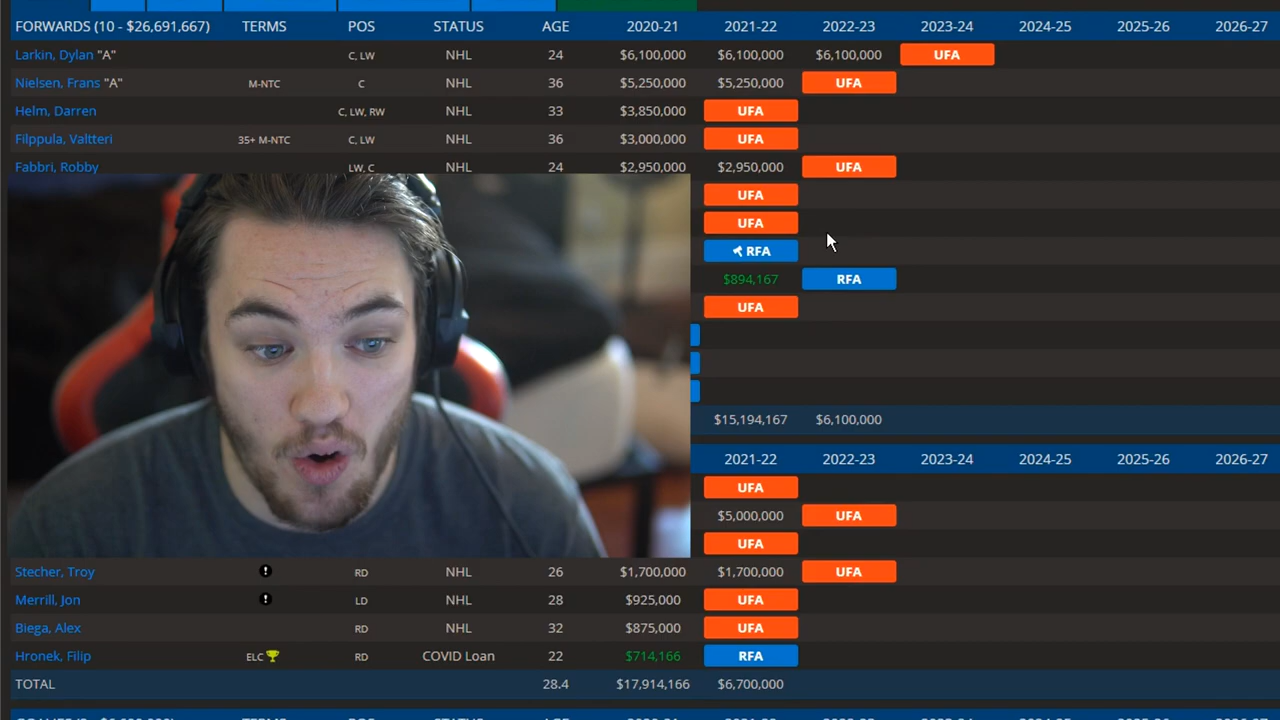 FORWARDS (10 - $26,691,667) TERMS POS STATUS AGE 2020-21 2021-22 2022-23 2023-24 2024-25 2025-26 2026-27
Larkin, Dylan "A" C, LW NHL 24 $6,100,000 $6,100,000 $6,100,000 UFA
Nielsen, Frans "A" M-NTC C NHL 36 $5,250,000 $5,250,000 UFA
Helm, Darren C, LW, RW NHL 33 $3,850,000 UFA
Filppula, Valtteri 35+ M-NTC C, LW NHL 36 $3,000,000 UFA
Fabbri, Robby LW, C NHL 24 $2,950,000 $2,950,000 UFA
UFA
UFA
RFA
$894,167 RFA
UFA
$15,194,167 $6,100,000
2021-22 2022-23 2023-24 2024-25 2025-26 2026-27
UFA
$5,000,000 UFA
UFA
Stecher, Troy RD NHL 26 $1,700,000 $1,700,000 UFA
Merrill, Jon LD NHL 28 $925,000 UFA
Biega, Alex RD NHL 32 $875,000 UFA
Hronek, Filip ELC RD COVID Loan 22 $714,166 RFA
TOTAL 28.4 $17,914,166 $6,700,000